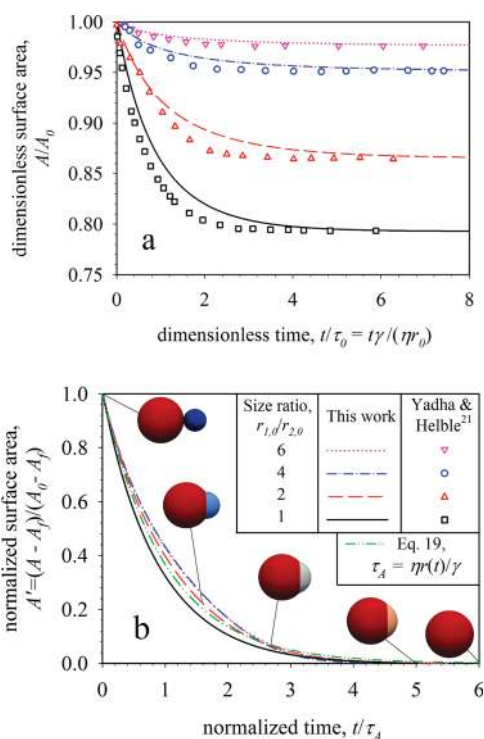 1.00
0.95
0.90
0.85
0.80
0.75
dimensionless surface area,
A/A0
a
0 2 4 6 8
dimensionless time, t/τ0 = tγ/(ηr0)
1.0
0.8
0.6
0.4
0.2
0.0
normalized surface area,
A'=(A - Af)/(A0- Af)
Size ratio, This work Yadha &
r1,0/r2,0 Helble21
6
4
2
1
Eq. 19,
τA = ηr(t)/γ
b
0 1 2 3 4 5 6
normalized time, t/τA